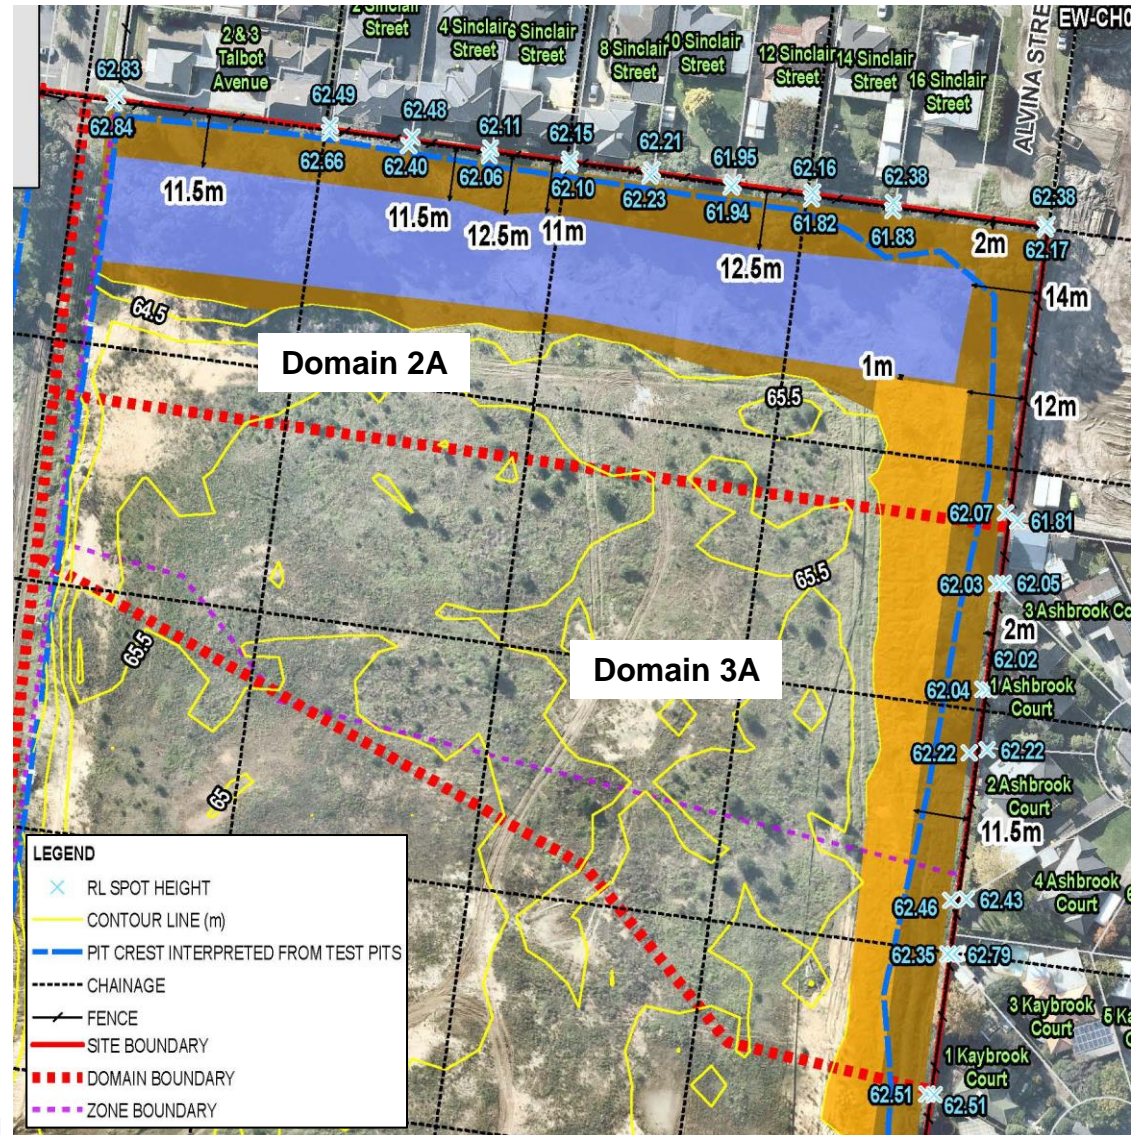 2 Sinclair
Street
EW-CH0
2 & 3
Talbot
Avenue
4 Sinclair
Street
6 Sinclair
Street
8 Sinclair
Street
10 Sinclair
Street
12 Sinclair
Street
14 Sinclair
Street
16 Sinclair
Street
ALVINA STRE
62.83
62.84
62.49
62.66
62.48
62.40
62.11
62.06
62.15
62.10
62.21
62.23
61.95
61.94
62.16
61.82
62.38
61.83
62.38
62.17
11.5m
11.5m
12.5m
11m
12.5m
2m
14m
64.5
Domain 2A
1m
65.5
12m
62.07
61.81
65.5
62.03
62.05
3 Ashbrook Co
2m
65.5
Domain 3A
62.02
62.04
1 Ashbrook
Court
62.22
62.22
65
2 Ashbrook
Court
11.5m
LEGEND
RL SPOT HEIGHT
CONTOUR LINE (m)
PIT CREST INTERPRETED FROM TEST PITS
CHAINAGE
FENCE
SITE BOUNDARY
DOMAIN BOUNDARY
ZONE BOUNDARY
4 Ashbrook
Court
62.46
62.43
62.35
62.79
3 Kaybrook
Court
5 Ka
1 Kaybrook
Court
62.51
62.51